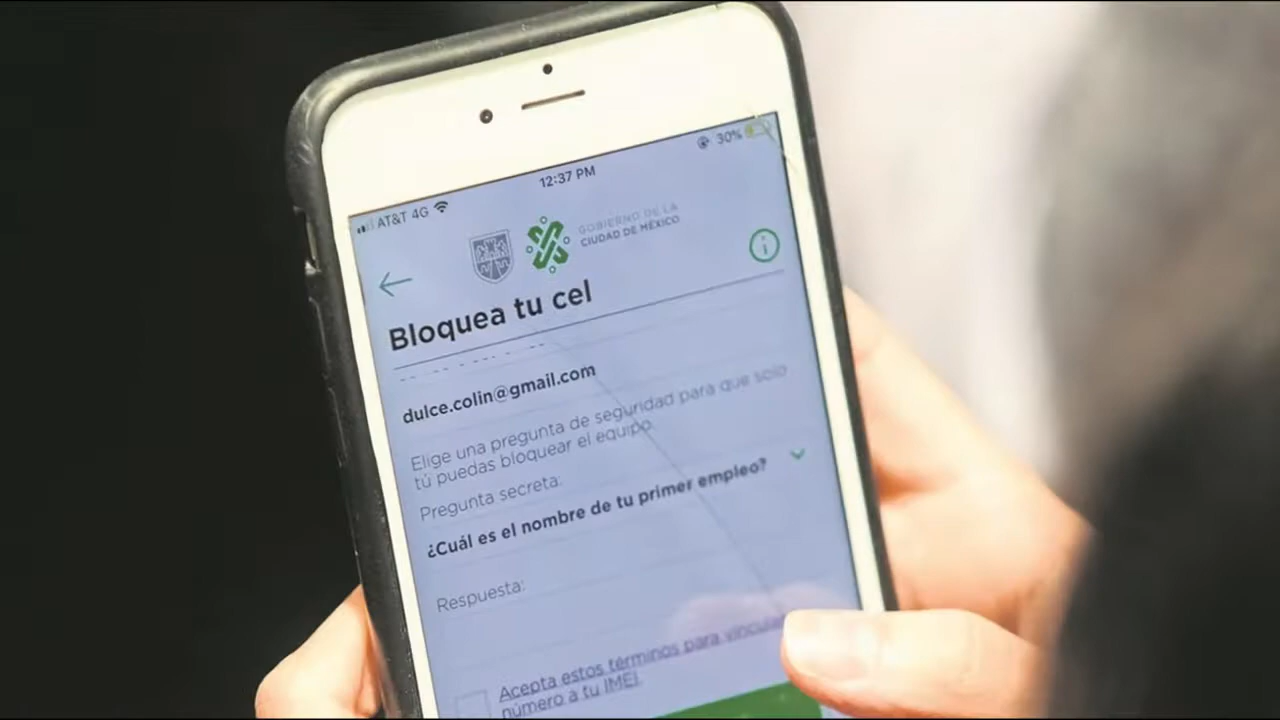 AT&T 4G
12:37 PM
30%
GOBIERNO DE LA
CIUDAD DE MÉXICO
Bloquea tu cel
dulce.colin@gmail.com
Elige una pregunta de seguridad para que solo
tú puedas bloquear el equipo.
Pregunta secreta:
¿Cuál es el nombre de tu primer empleo?
Respuesta:
Acepta estos términos para vincular
número a tu IMEI.